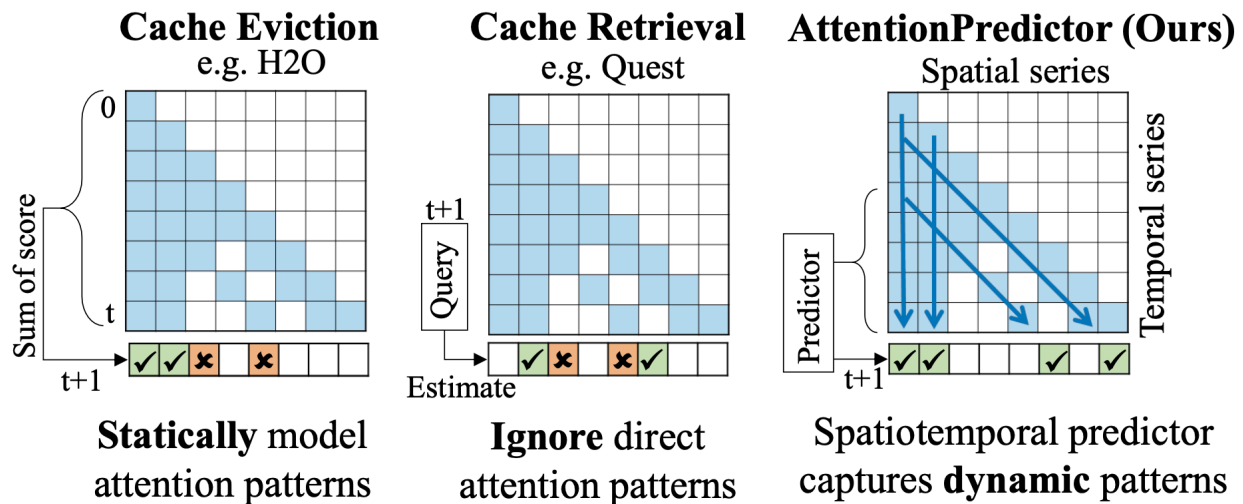 Cache Eviction
e.g. H2O
0
Sum of score
t
t+1
Statically model
attention patterns
Cache Retrieval
e.g. Quest
t+1
Query
Estimate
Ignore direct
attention patterns
AttentionPredictor (Ours)
Spatial series
Temporal series
Predictor
t+1
Spatiotemporal predictor
captures dynamic patterns